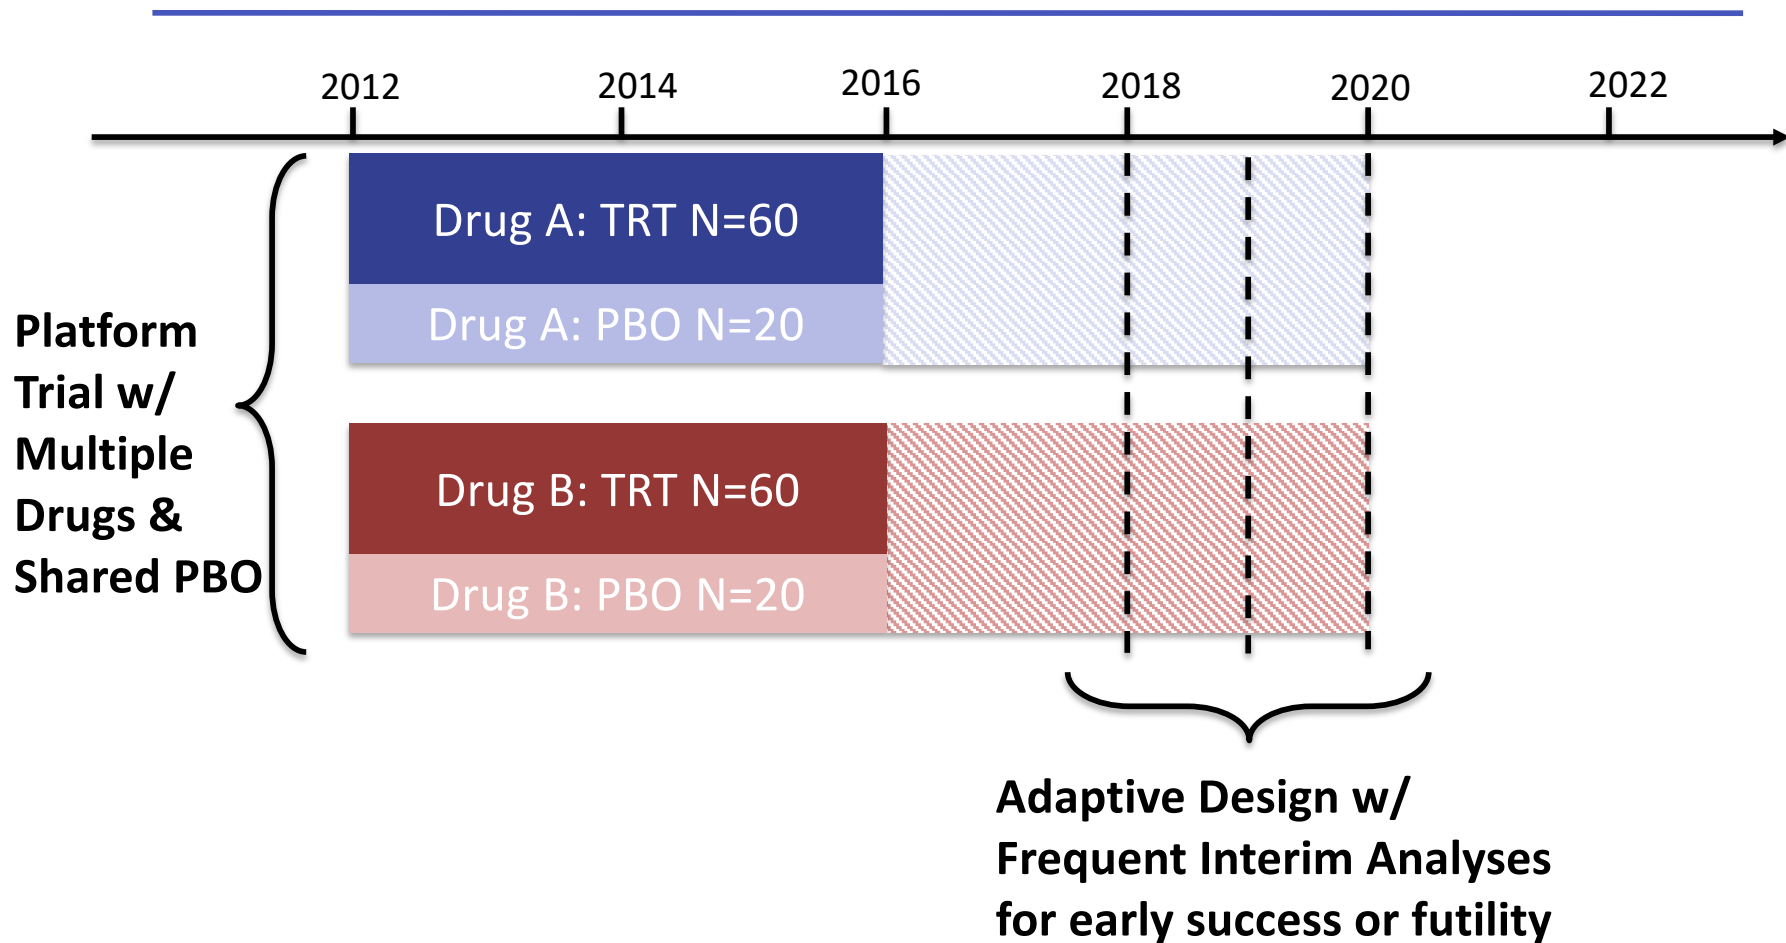 2012 2014 2016 2018 2020 2022
Drug A: TRT N=60
Drug A: PBO N=20
Platform
Trial w/
Multiple
Drugs &
Shared PBO
Drug B: TRT N=60
Drug B: PBO N=20
Adaptive Design w/
Frequent Interim Analyses
for early success or futility